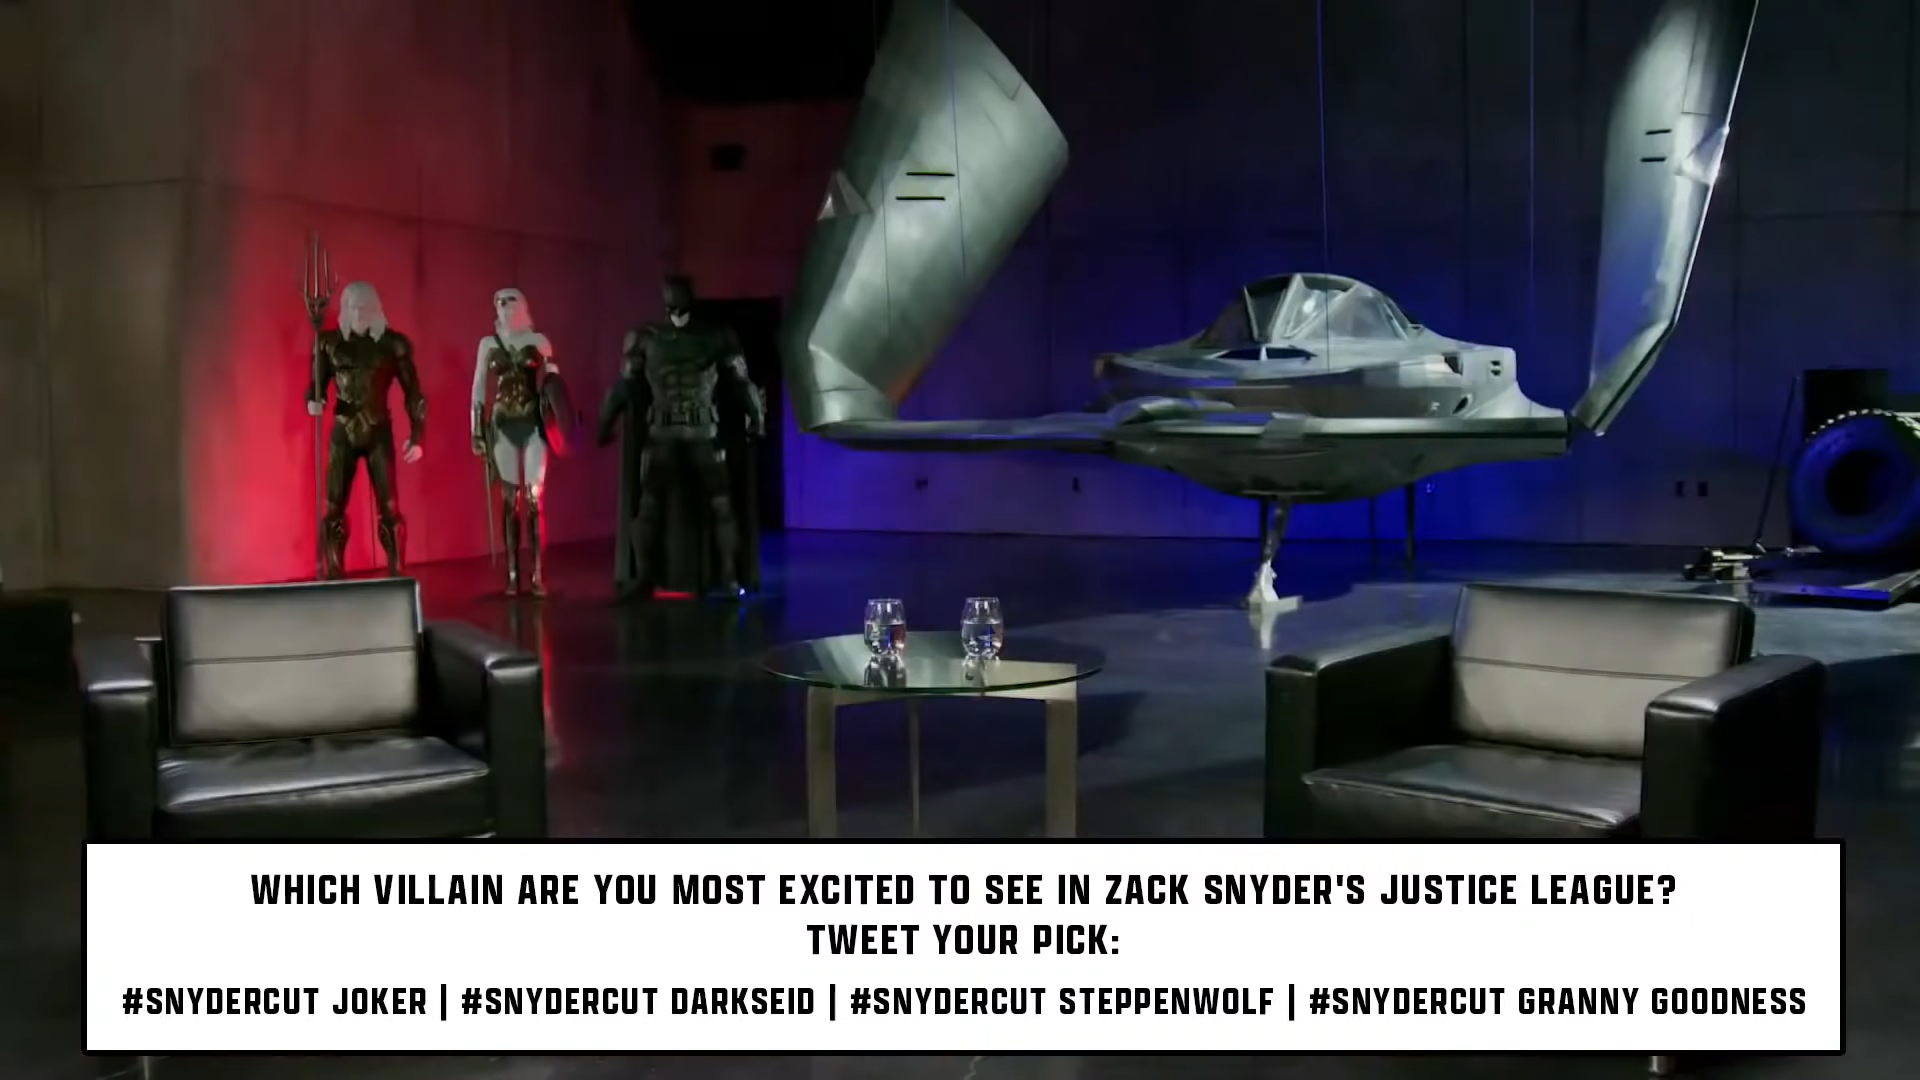 WHICH VILLAIN ARE YOU MOST EXCITED TO SEE IN ZACK SNYDER'S JUSTICE LEAGUE?
TWEET YOUR PICK:
#SNYDERCUT JOKER | #SNYDERCUT DARKSEID | #SNYDERCUT STEPPENWOLF | #SNYDERCUT GRANNY GOODNESS